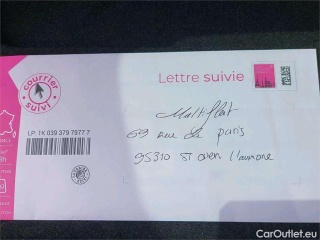 courrier
suivi
Lettre suivie
LP 1K 039 379 7977 7
Multiflot
69 rue de paris
95310 St Ouen L'aumone
CarOutlet.eu